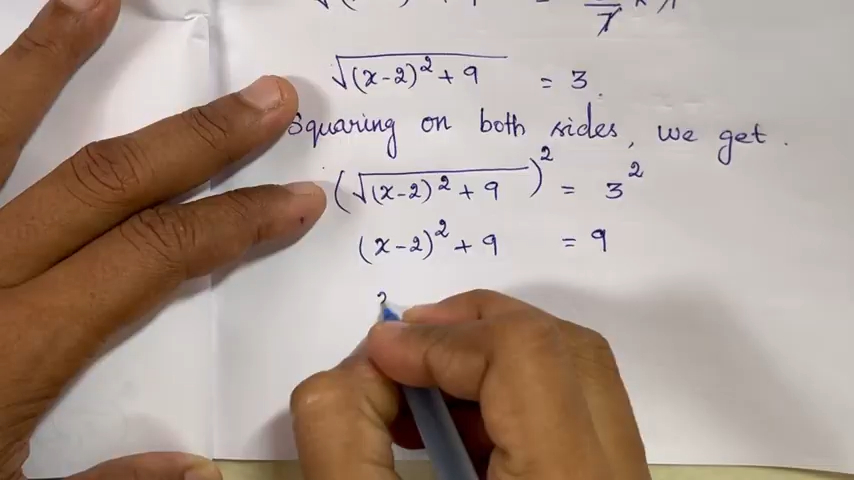 √(x-2)² + 9 = 3.
Squaring on both sides, we get.
(√(x-2)² + 9)² = 3²
(x-2)² + 9 = 9